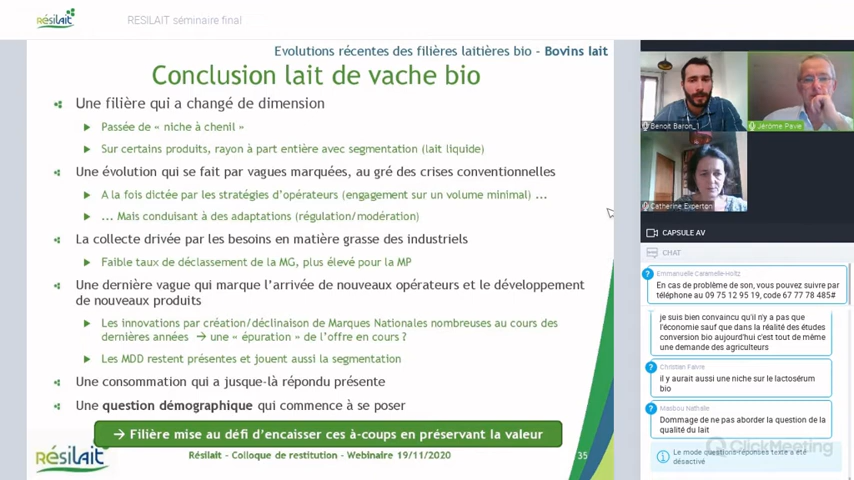 résilait
RESILAIT séminaire final
Evolutions récentes des filières laitières bio - Bovins lait
Conclusion lait de vache bio
Une filière qui a changé de dimension
Passée de « niche à chenil »
Sur certains produits, rayon à part entière avec segmentation (lait liquide)
Une évolution qui se fait par vagues marquées, au gré des crises conventionnelles
A la fois dictée par les stratégies d'opérateurs (engagement sur un volume minimal) ...
... Mais conduisant à des adaptations (régulation/modération)
La collecte drivée par les besoins en matière grasse des industriels
Faible taux de déclassement de la MG, plus élevé pour la MP
Une dernière vague qui marque l'arrivée de nouveaux opérateurs et le développement
de nouveaux produits
Les innovations par création/déclinaison de Marques Nationales nombreuses au cours des
dernières années → une « épuration » de l'offre en cours ?
Les MDD restent présentes et jouent aussi la segmentation
Une consommation qui a jusque-là répondu présente
Une question démographique qui commence à se poser
→ Filière mise au défi d'encaisser ces à-coups en préservant la valeur
résilait
Résilait - Colloque de restitution - Webinaire 19/11/2020
35
Benoit Baron_1
Jérôme Pavie
Catherine Experton
CAPSULE AV
CHAT
Emmanuelle Caramelle-Holtz
En cas de problème de son, vous pouvez suivre par
téléphone au 09 75 12 95 19, code 67 77 78 485#
je suis bien convaincu qu'il n'y a pas que
l'économie sauf que dans la réalité des études
conversion bio aujourd'hui c'est tout de même
une demande des agriculteurs
Christian Faivre
il y aurait aussi une niche sur le lactosérum
bio
Masbou Nathalie
Dommage de ne pas aborder la question de la
qualité du lait
ClickMeeting
Le mode questions-réponses texte a été
désactivé